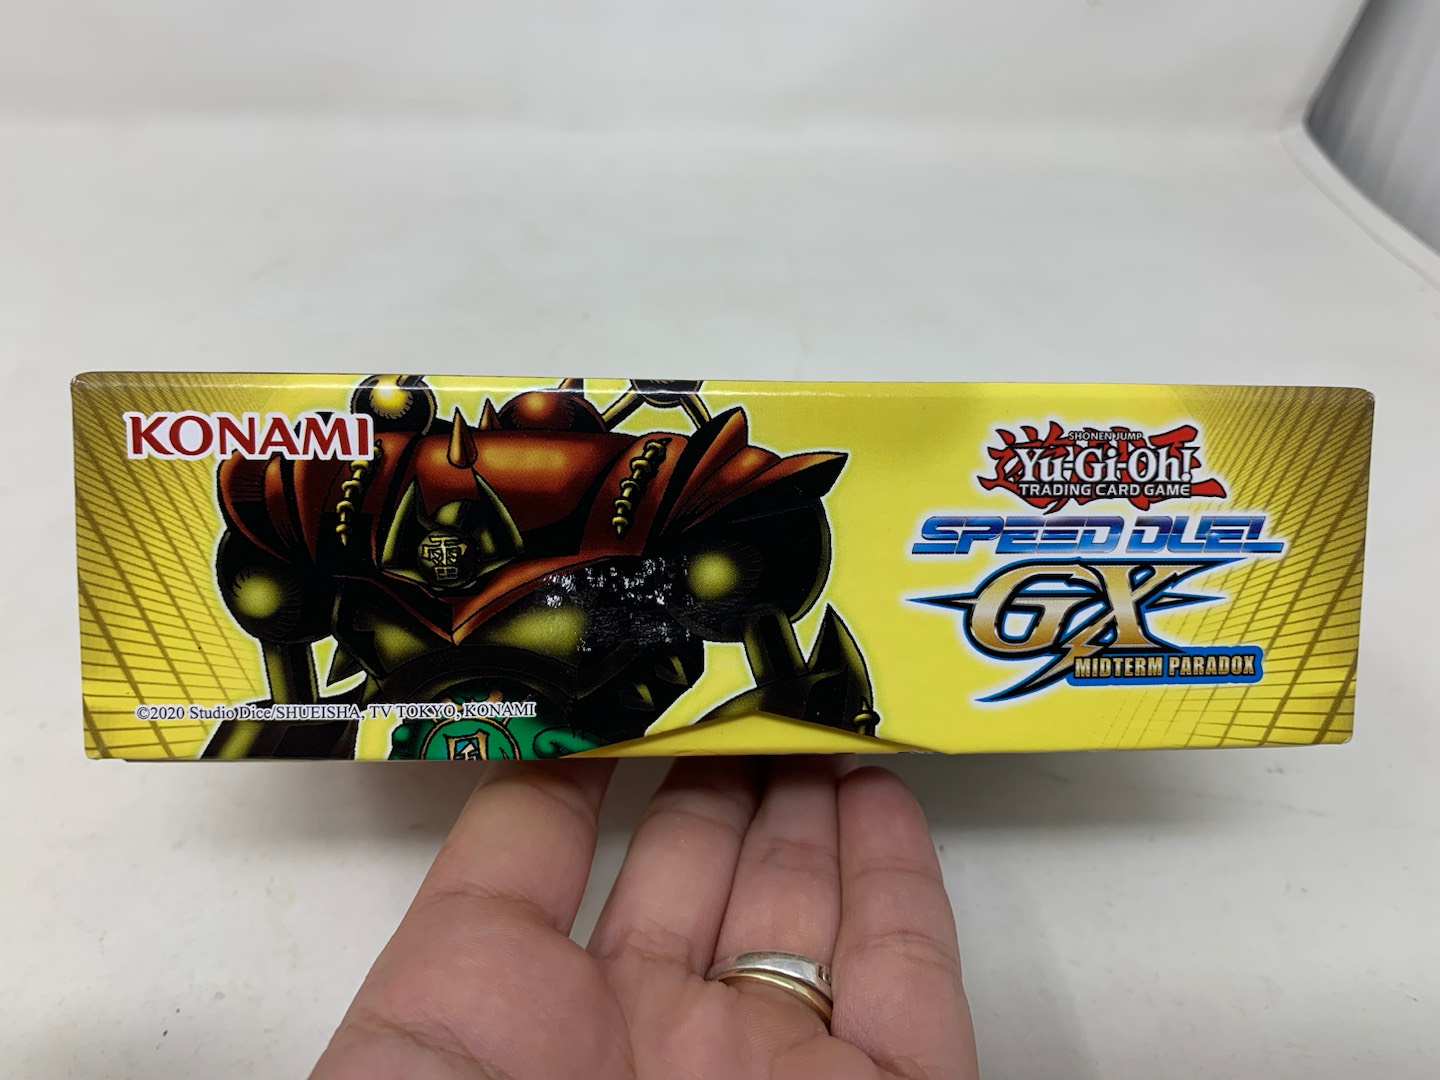 KONAMI
SHONEN JUMP
Yu-Gi-Oh!
TRADING CARD GAME
SPEED DUEL
GX
MIDTERM PARADOX
©2020 Studio Dice/SHUEISHA, TV TOKYO, KONAMI